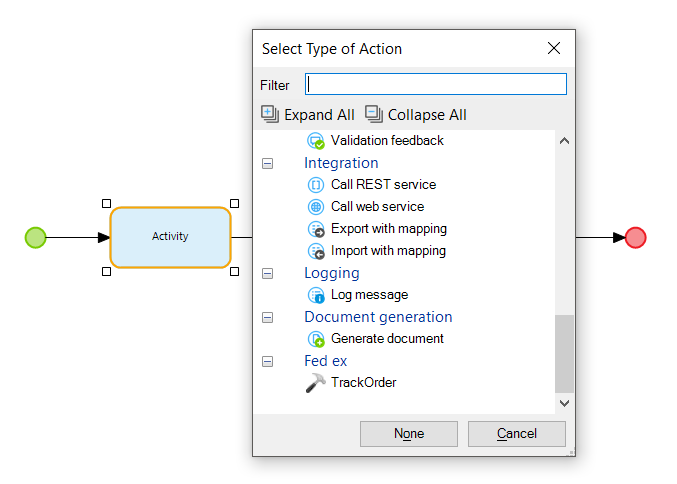 Select Type of Action
Filter
Expand All Collapse All
Validation feedback
Integration
Call REST service
Call web service
Export with mapping
Import with mapping
Logging
Log message
Document generation
Generate document
Fed ex
TrackOrder
None Cancel
Activity